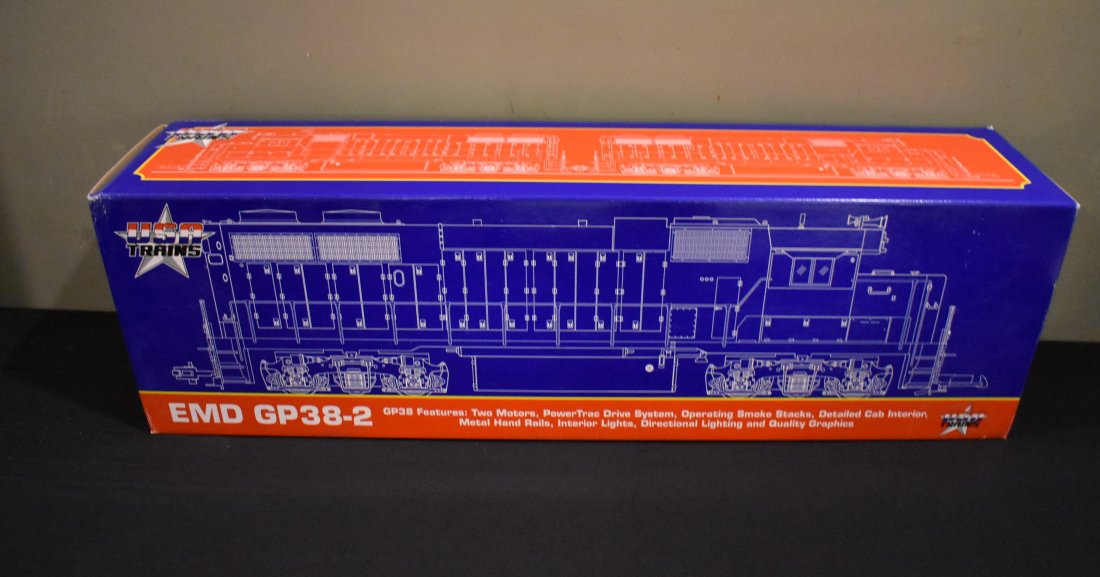 USA
TRAINS
EMD GP38-2
GP38 Features: Two Motors, PowerTrac Drive System, Operating Smoke Stacks, Detailed Cab Interior,
Metal Hand Rails, Interior Lights, Directional Lighting and Quality Graphics
TRAINS